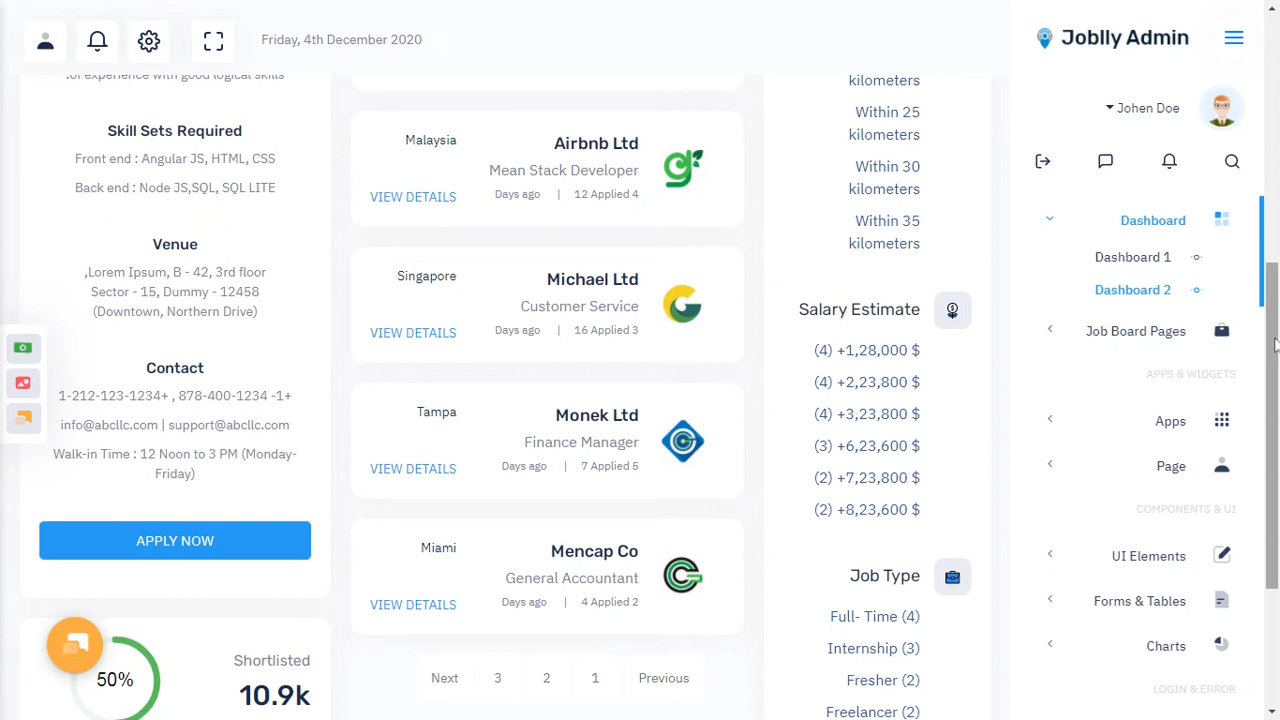 Friday, 4th December 2020
Joblly Admin
Johen Doe
Dashboard
Dashboard 1
Dashboard 2
Job Board Pages
APPS & WIDGETS
Apps
Page
COMPONENTS & UI
UI Elements
Forms & Tables
Charts
LOGIN & ERROR
kilometers
Within 25
kilometers
Within 30
kilometers
Within 35
kilometers
Salary Estimate
(4) +1,28,000 $
(4) +2,23,800 $
(4) +3,23,800 $
(3) +6,23,600 $
(2) +7,23,800 $
(2) +8,23,600 $
Job Type
Full- Time (4)
Internship (3)
Fresher (2)
Freelancer (2)
Airbnb Ltd
Malaysia
Mean Stack Developer
Days ago | 12 Applied 4
VIEW DETAILS
Michael Ltd
Singapore
Customer Service
Days ago | 16 Applied 3
VIEW DETAILS
Monek Ltd
Tampa
Finance Manager
Days ago | 7 Applied 5
VIEW DETAILS
Mencap Co
Miami
General Accountant
Days ago | 4 Applied 2
VIEW DETAILS
Next 3 2 1 Previous
.of experience with good logical skills
Skill Sets Required
Front end : Angular JS, HTML, CSS
Back end : Node JS,SQL, SQL LITE
Venue
,Lorem Ipsum, B - 42, 3rd floor
Sector - 15, Dummy - 12458
(Downtown, Northern Drive)
Contact
1-212-123-1234+ , 878-400-1234 -1+
info@abcllc.com | support@abcllc.com
Walk-in Time : 12 Noon to 3 PM (Monday-
Friday)
APPLY NOW
Shortlisted
10.9k
50%